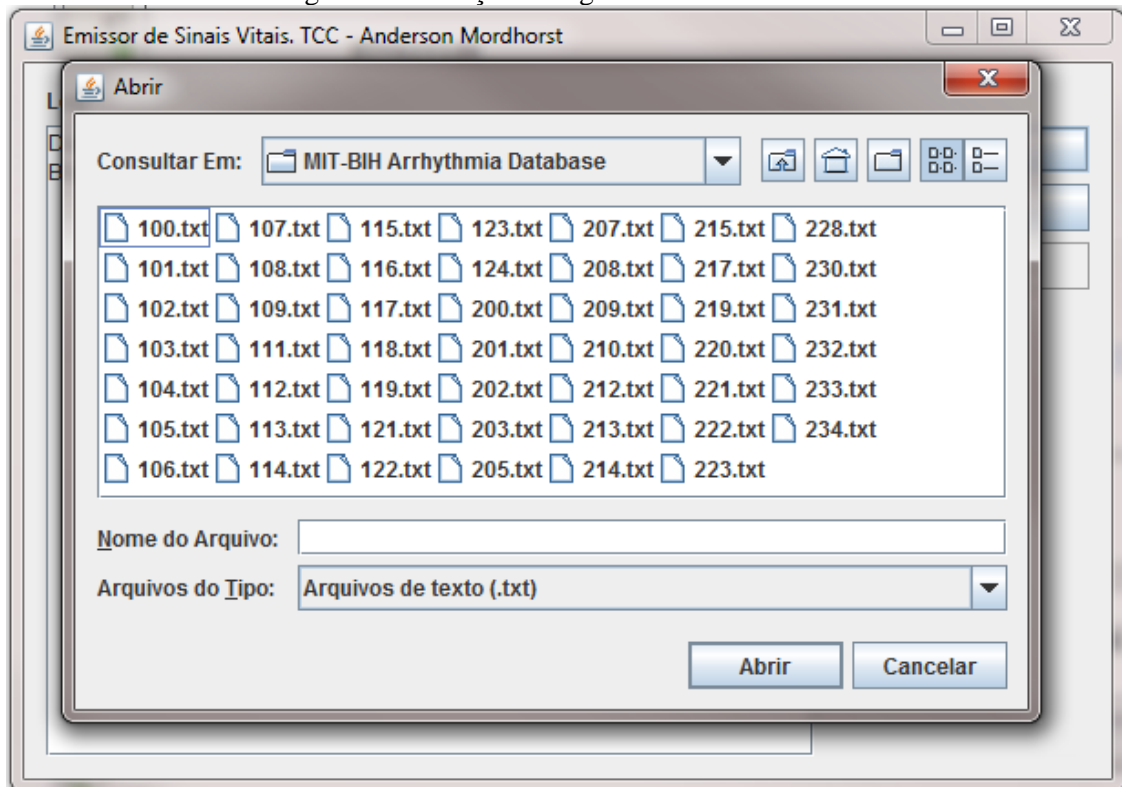 Emissor de Sinais Vitais. TCC - Anderson Mordhorst
Abrir
Consultar Em: MIT-BIH Arrhythmia Database
100.txt 107.txt 115.txt 123.txt 207.txt 215.txt 228.txt
101.txt 108.txt 116.txt 124.txt 208.txt 217.txt 230.txt
102.txt 109.txt 117.txt 200.txt 209.txt 219.txt 231.txt
103.txt 111.txt 118.txt 201.txt 210.txt 220.txt 232.txt
104.txt 112.txt 119.txt 202.txt 212.txt 221.txt 233.txt
105.txt 113.txt 121.txt 203.txt 213.txt 222.txt 234.txt
106.txt 114.txt 122.txt 205.txt 214.txt 223.txt
Nome do Arquivo:
Arquivos do Tipo: Arquivos de texto (.txt)
Abrir Cancelar